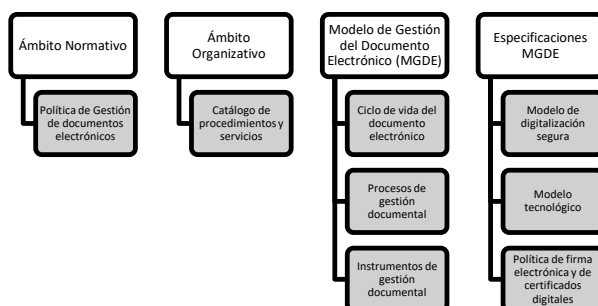 Ámbito Normativo
Política de Gestión
de documentos
electrónicos
Ámbito
Organizativo
Catálogo de
procedimientos y
servicios
Modelo de Gestión
del Documento
Electrónico (MGDE)
Ciclo de vida del
documento
electrónico
Procesos de
gestión
documental
Instrumentos de
gestión
documental
Especificaciones
MGDE
Modelo de
digitalización
segura
Modelo
tecnológico
Política de firma
electrónica y de
certificados
digitales